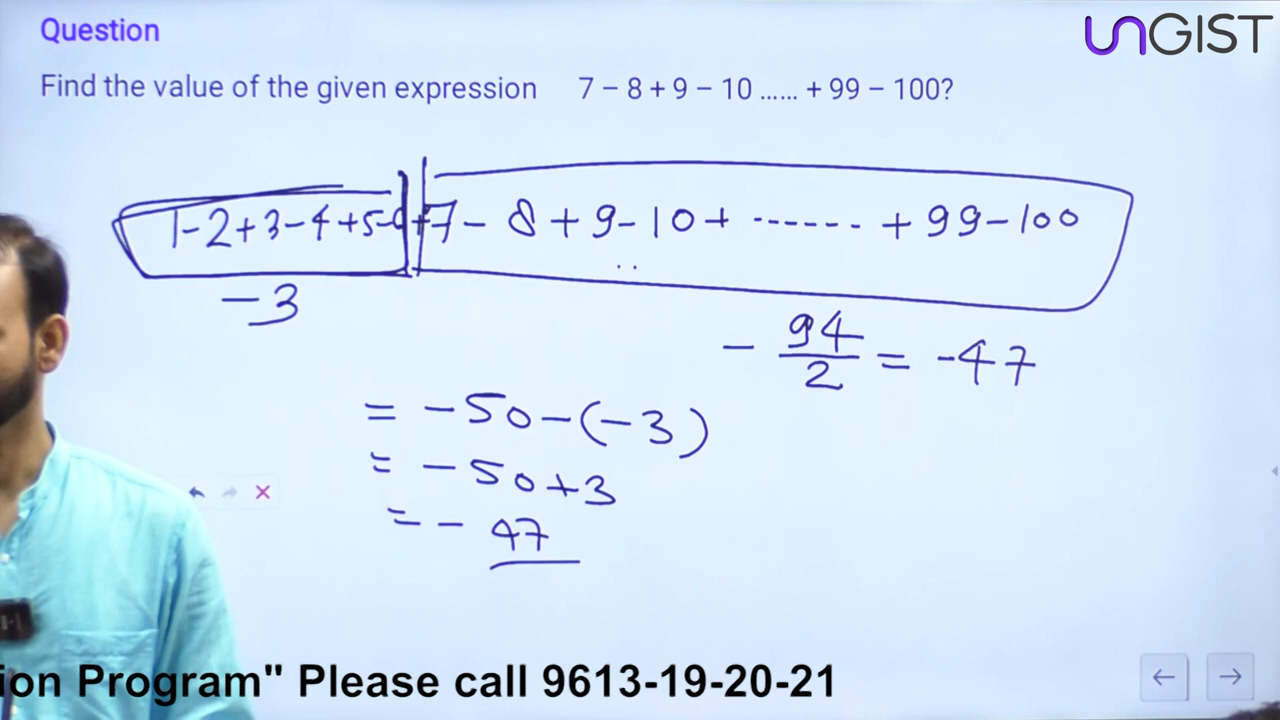 Question
UNGIST
Find the value of the given expression 7 – 8 + 9 – 10 ...... + 99 – 100?
1-2+3-4+5-6+7- 8 + 9-10+ ------ + 99-100
-3
- 94/2 = -47
= -50-(-3)
= -50+3
= - 47
ion Program" Please call 9613-19-20-21